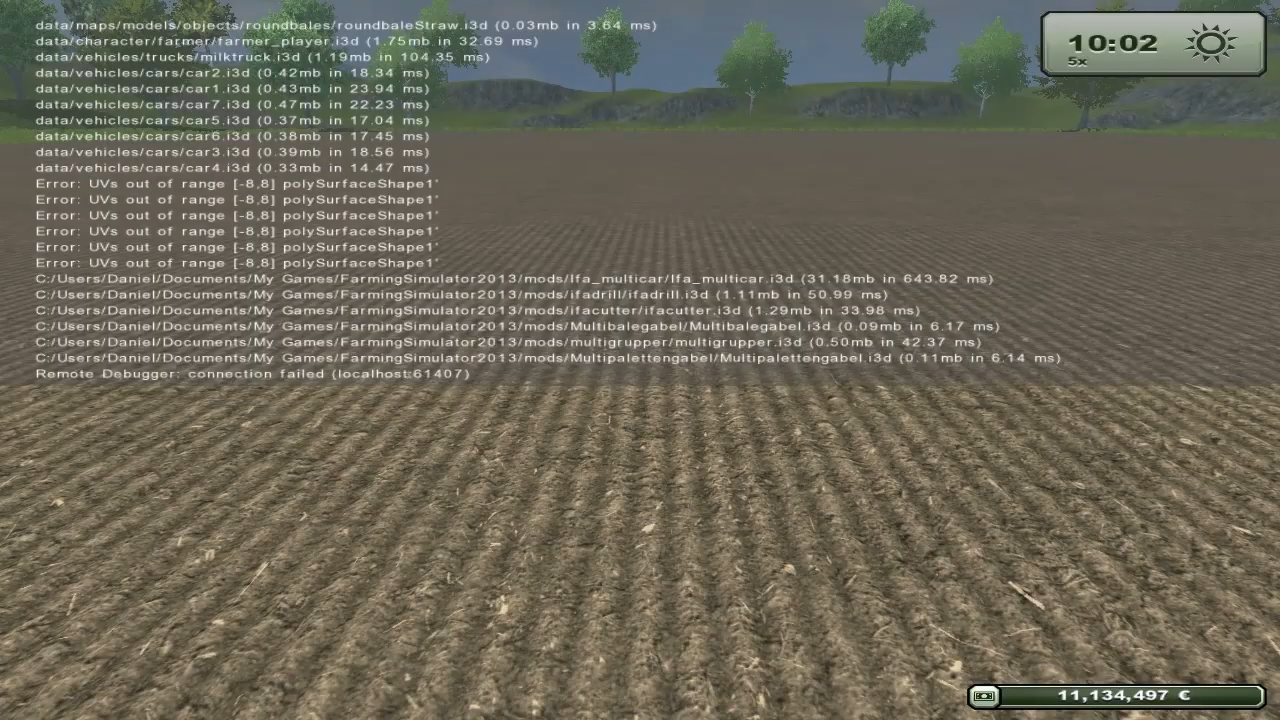 data/maps/models/objects/roundbales/roundbaleStraw.i3d (0.03mb in 3.64 ms)
data/character/farmer/farmer_player.i3d (1.75mb in 32.69 ms)
data/vehicles/trucks/milktruck.i3d (1.19mb in 104.35 ms)
data/vehicles/cars/car2.i3d (0.42mb in 18.34 ms)
data/vehicles/cars/car1.i3d (0.43mb in 23.94 ms)
data/vehicles/cars/car7.i3d (0.47mb in 22.23 ms)
data/vehicles/cars/car5.i3d (0.37mb in 17.04 ms)
data/vehicles/cars/car6.i3d (0.38mb in 17.45 ms)
data/vehicles/cars/car3.i3d (0.39mb in 18.56 ms)
data/vehicles/cars/car4.i3d (0.33mb in 14.47 ms)
Error: UVs out of range [-8,8] polySurfaceShape1'
Error: UVs out of range [-8,8] polySurfaceShape1'
Error: UVs out of range [-8,8] polySurfaceShape1'
Error: UVs out of range [-8,8] polySurfaceShape1'
Error: UVs out of range [-8,8] polySurfaceShape1'
Error: UVs out of range [-8,8] polySurfaceShape1'
C:/Users/Daniel/Documents/My Games/FarmingSimulator2013/mods/Ifa_multicar/Ifa_multicar.i3d (31.18mb in 643.82 ms)
C:/Users/Daniel/Documents/My Games/FarmingSimulator2013/mods/ifadrill/ifadrill.i3d (1.11mb in 50.99 ms)
C:/Users/Daniel/Documents/My Games/FarmingSimulator2013/mods/ifacutter/ifacutter.i3d (1.29mb in 33.98 ms)
C:/Users/Daniel/Documents/My Games/FarmingSimulator2013/mods/Multibalegabel/Multibalegabel.i3d (0.09mb in 6.17 ms)
C:/Users/Daniel/Documents/My Games/FarmingSimulator2013/mods/multigrupper/multigrupper.i3d (0.50mb in 42.37 ms)
C:/Users/Daniel/Documents/My Games/FarmingSimulator2013/mods/Multipalettengabel/Multipalettengabel.i3d (0.11mb in 6.14 ms)
Remote Debugger: connection failed (localhost:61407)
10:02
5x
11,134,497 €